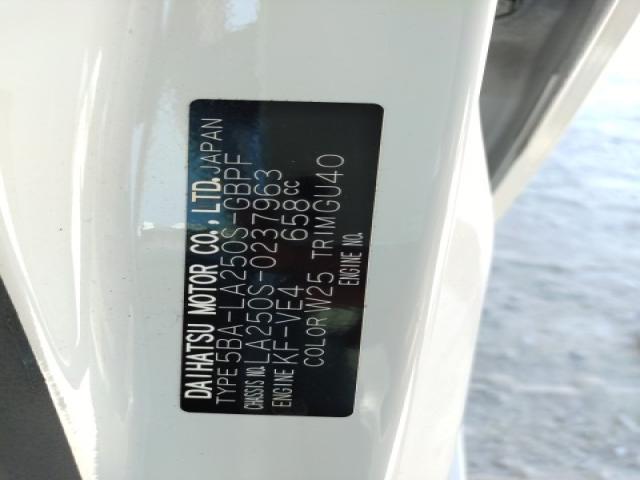 DAIHATSU MOTOR CO., LTD. JAPAN
TYPE 5BA-LA250S-GBPF
CHASSIS NO. LA250S-0237963
ENGINE KF-VE4 658cc
COLOR W25 TRIM GU40
ENGINE NO.